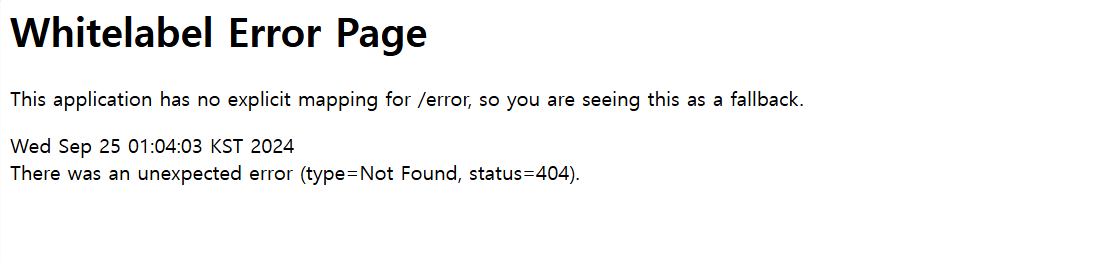 Whitelabel Error Page
This application has no explicit mapping for /error, so you are seeing this as a fallback.
Wed Sep 25 01:04:03 KST 2024
There was an unexpected error (type=Not Found, status=404).